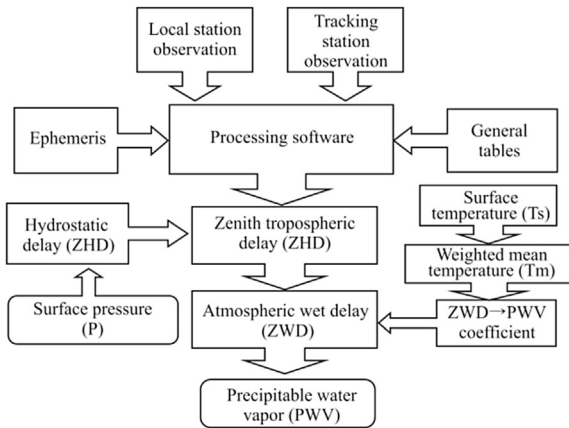 Local station
observation
Tracking
station
observation
Ephemeris
Processing software
General
tables
Surface
temperature (Ts)
Hydrostatic
delay (ZHD)
Zenith tropospheric
delay (ZHD)
Weighted mean
temperature (Tm)
Surface pressure
(P)
Atmospheric wet delay
(ZWD)
ZWD→PWV
coefficient
Precipitable water
vapor (PWV)